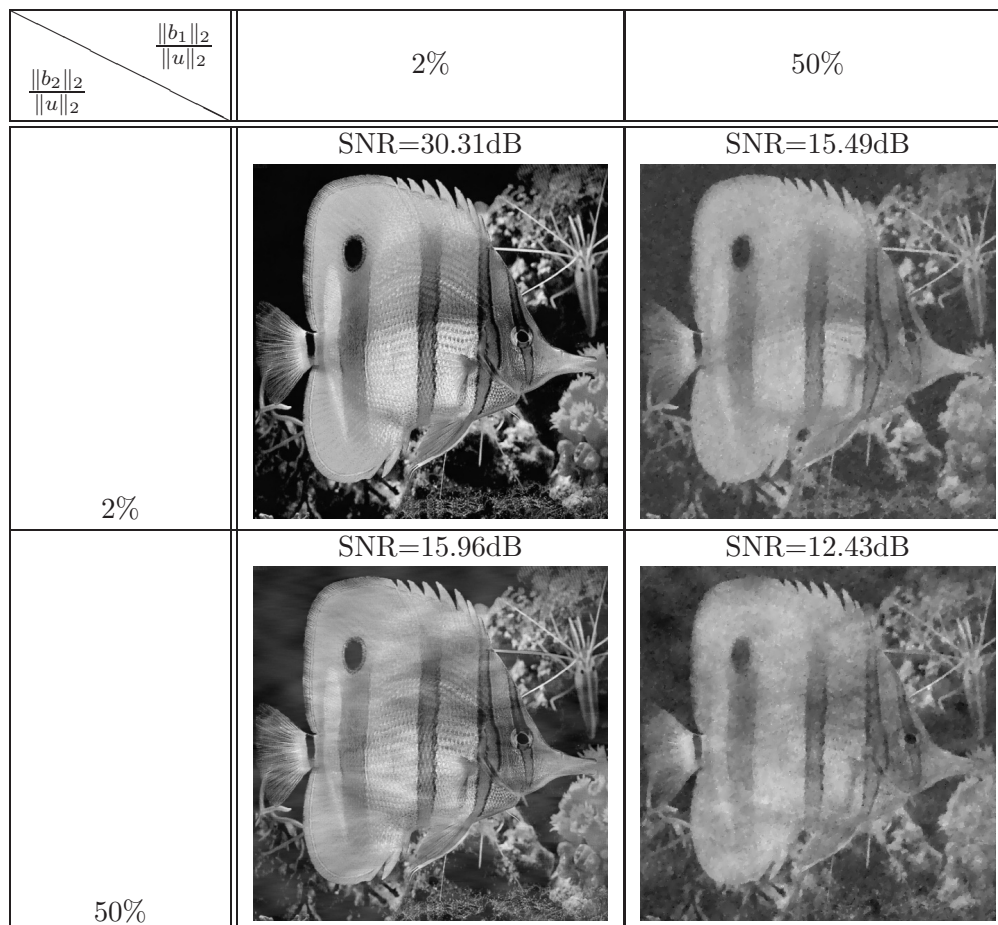 ‖b₁‖₂ / ‖u‖₂
‖b₂‖₂ / ‖u‖₂
2%
50%
SNR=30.31dB
SNR=15.49dB
2%
SNR=15.96dB
SNR=12.43dB
50%